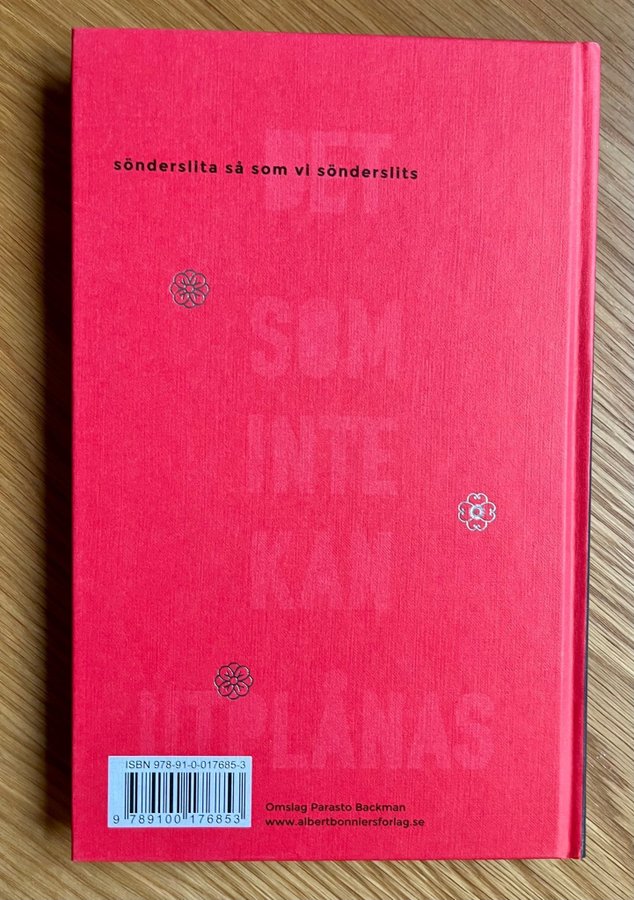 DET
sönderslita så som vi sönderslits
SOM
INTE
KAN
UTPLÅNAS
ISBN 978-91-0-017685-3
9 789100 176853
Omslag Parasto Backman
www.albertbonniersforlag.se